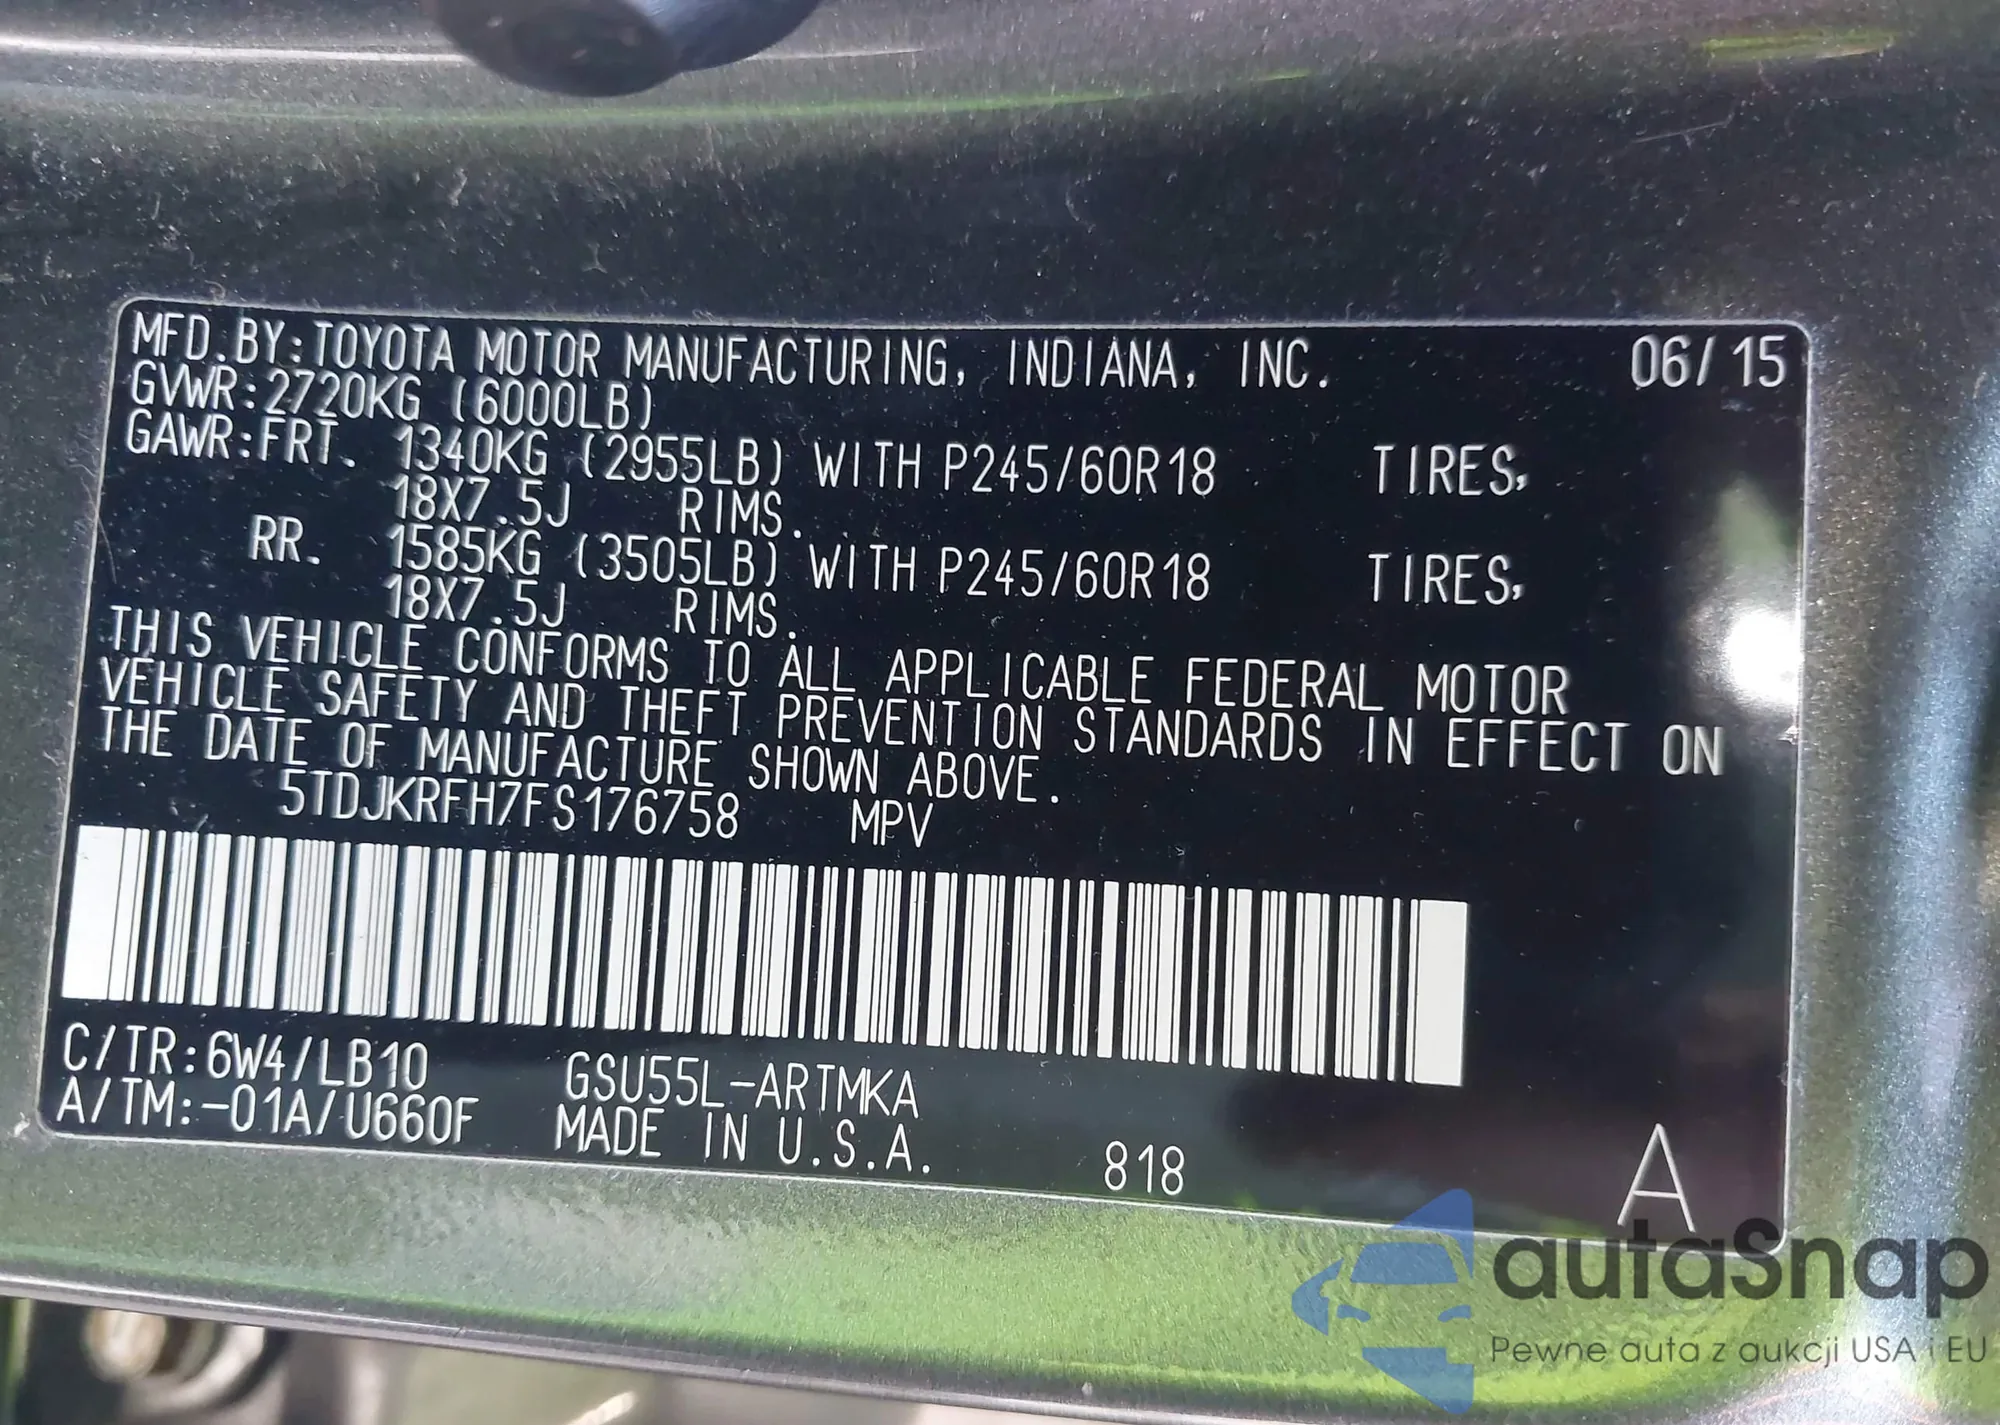 MFD.BY:TOYOTA MOTOR MANUFACTURING, INDIANA, INC. 06/15
GVWR:2720KG (6000LB)
GAWR:FRT. 1340KG (2955LB) WITH P245/60R18 TIRES,
18X7.5J RIMS.
RR. 1585KG (3505LB) WITH P245/60R18 TIRES,
18X7.5J RIMS.
THIS VEHICLE CONFORMS TO ALL APPLICABLE FEDERAL MOTOR
VEHICLE SAFETY AND THEFT PREVENTION STANDARDS IN EFFECT ON
THE DATE OF MANUFACTURE SHOWN ABOVE.
5TDJKRFH7FS176758 MPV
C/TR:6W4/LB10 GSU55L-ARTMKA
A/TM:-01A/U660F MADE IN U.S.A. 818 A
autaSnap
Pewne auta z aukcji USA i EU